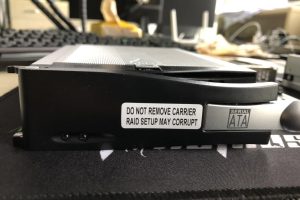 DO NOT REMOVE CARRIER
RAID SETUP MAY CORRUPT
SERIAL
ATA